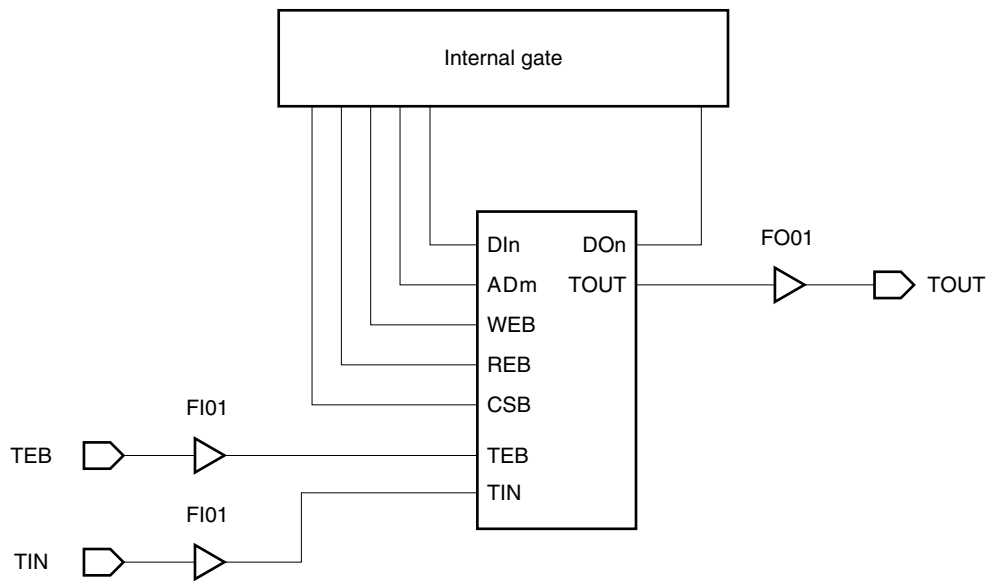 Internal gate
DIn DOn
FO01
ADm TOUT
TOUT
WEB
REB
CSB
FI01
TEB
TEB
TIN
FI01
TIN